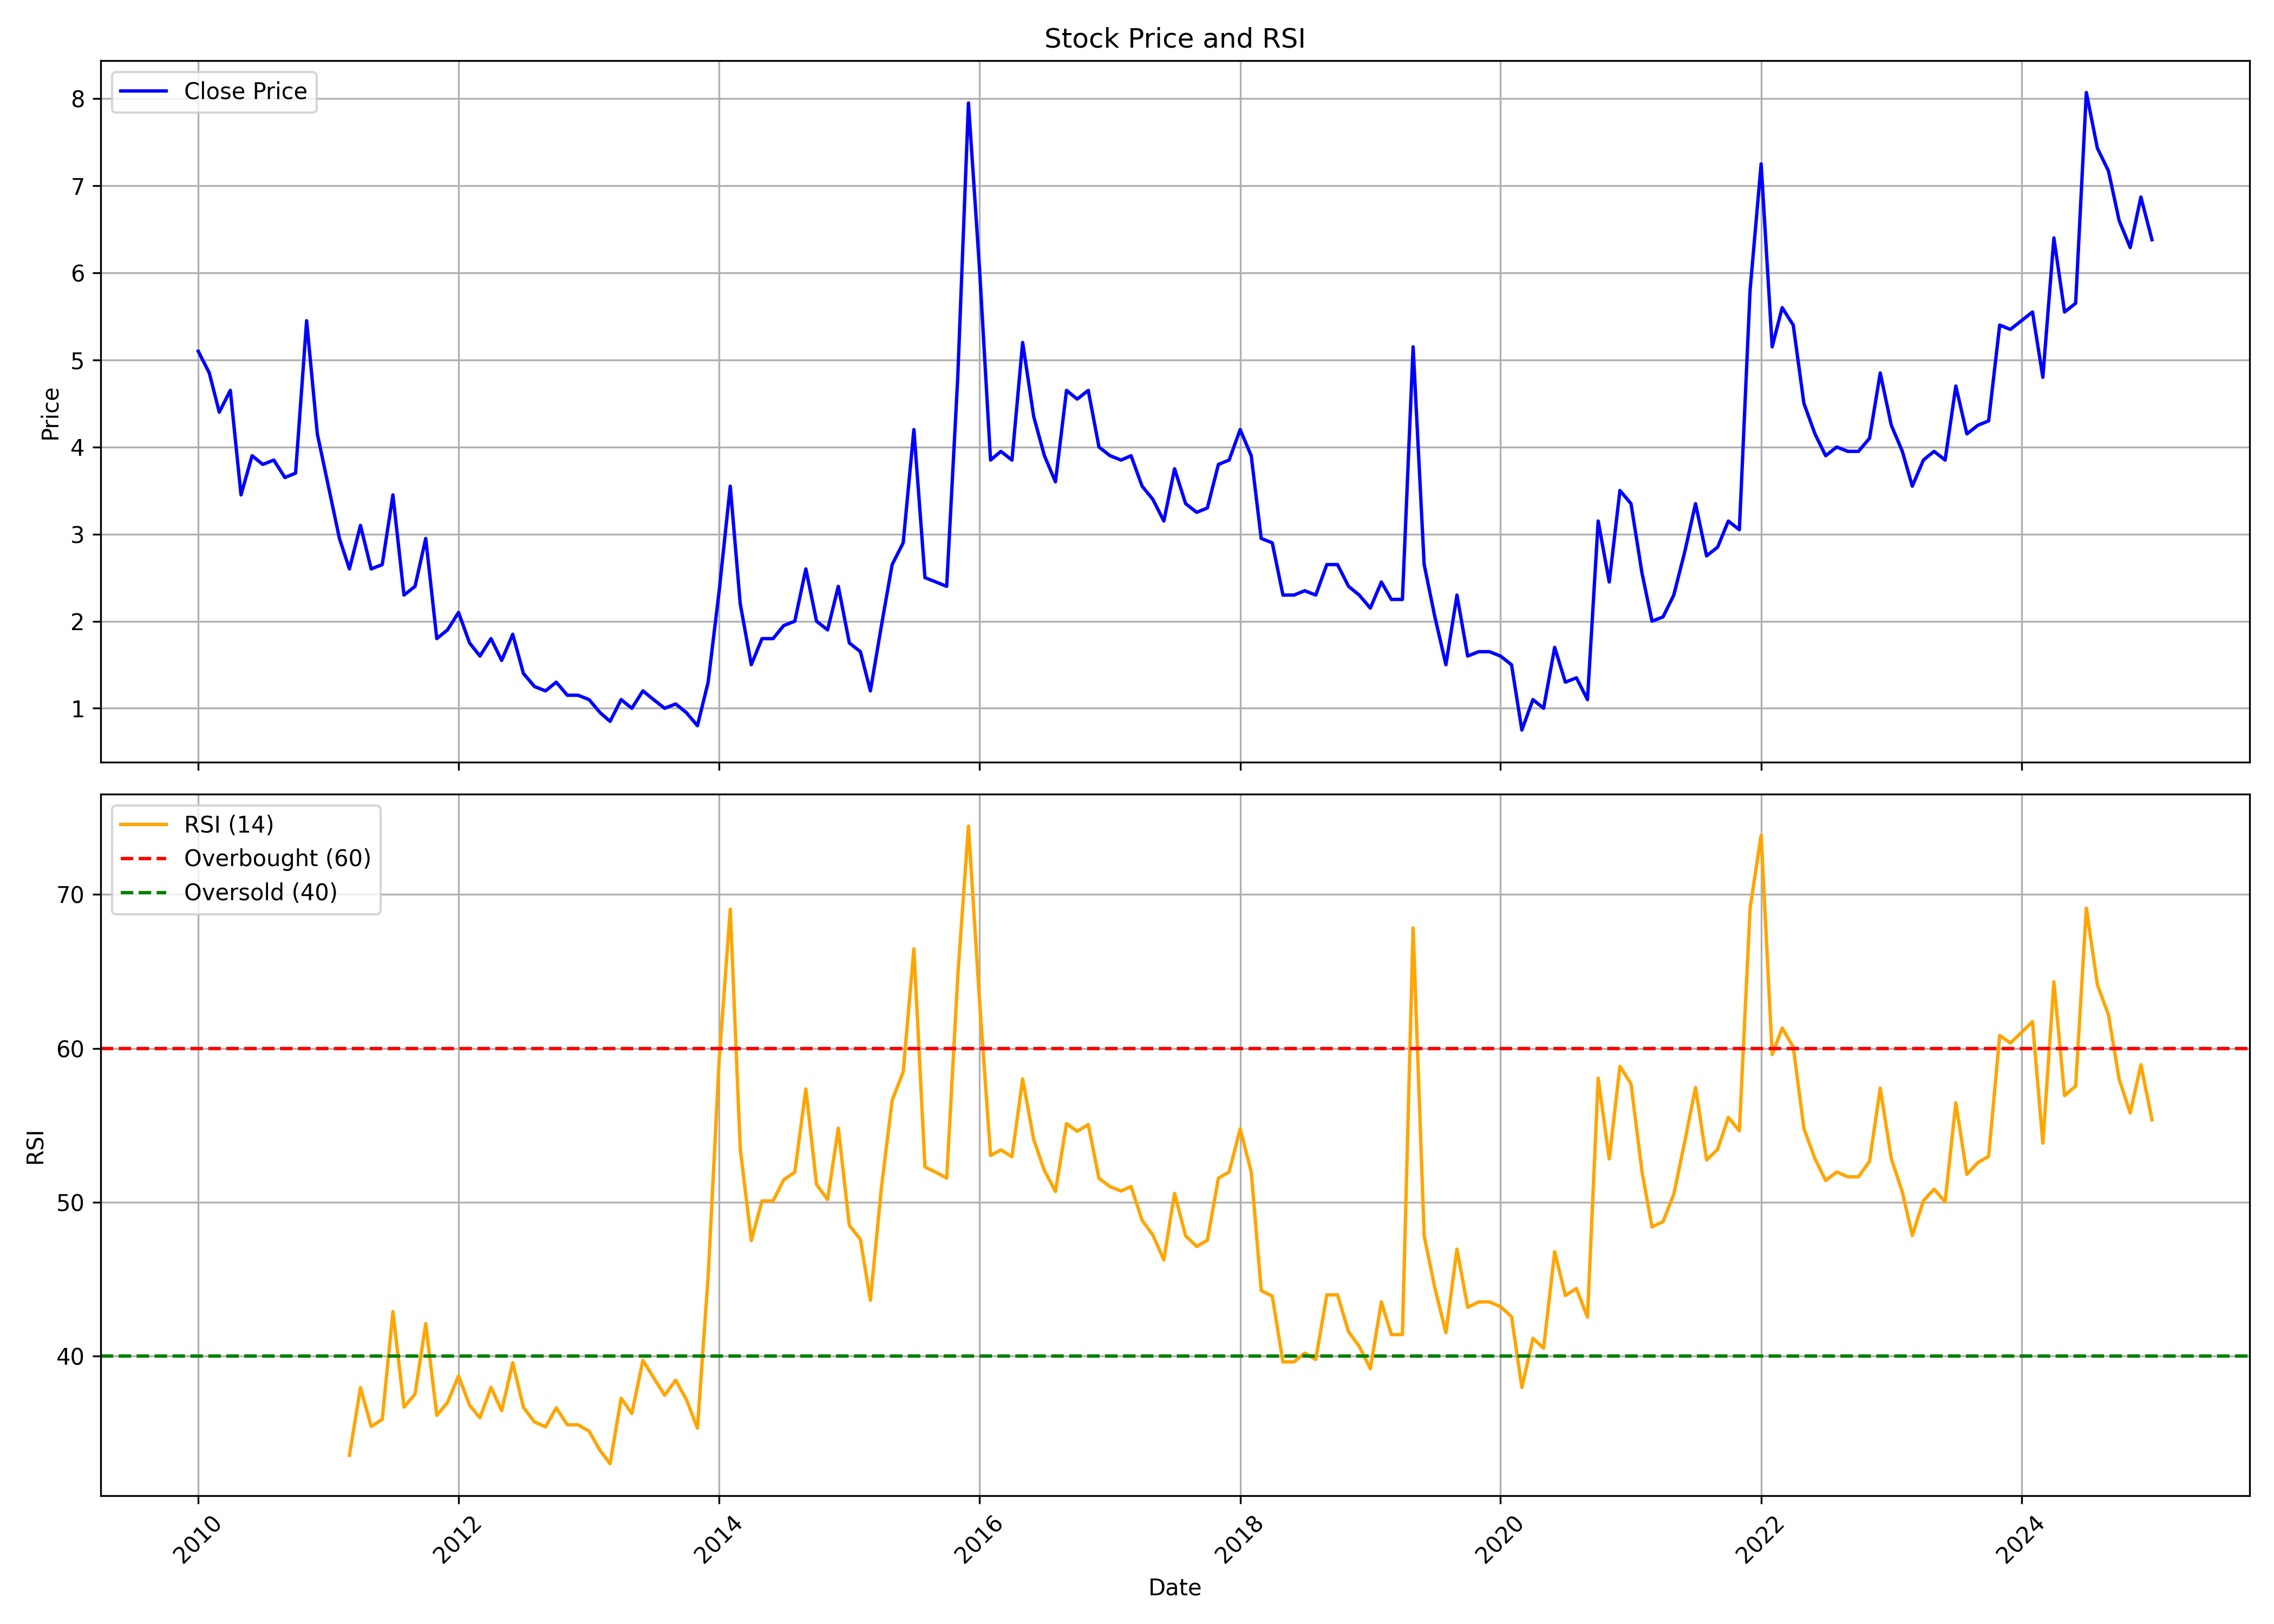 Stock Price and RSI
Close Price
8
7
6
5
4
3
2
1
Price
RSI (14)
Overbought (60)
Oversold (40)
70
60
50
40
RSI
2010
2012
2014
2016
2018
2020
2022
2024
Date